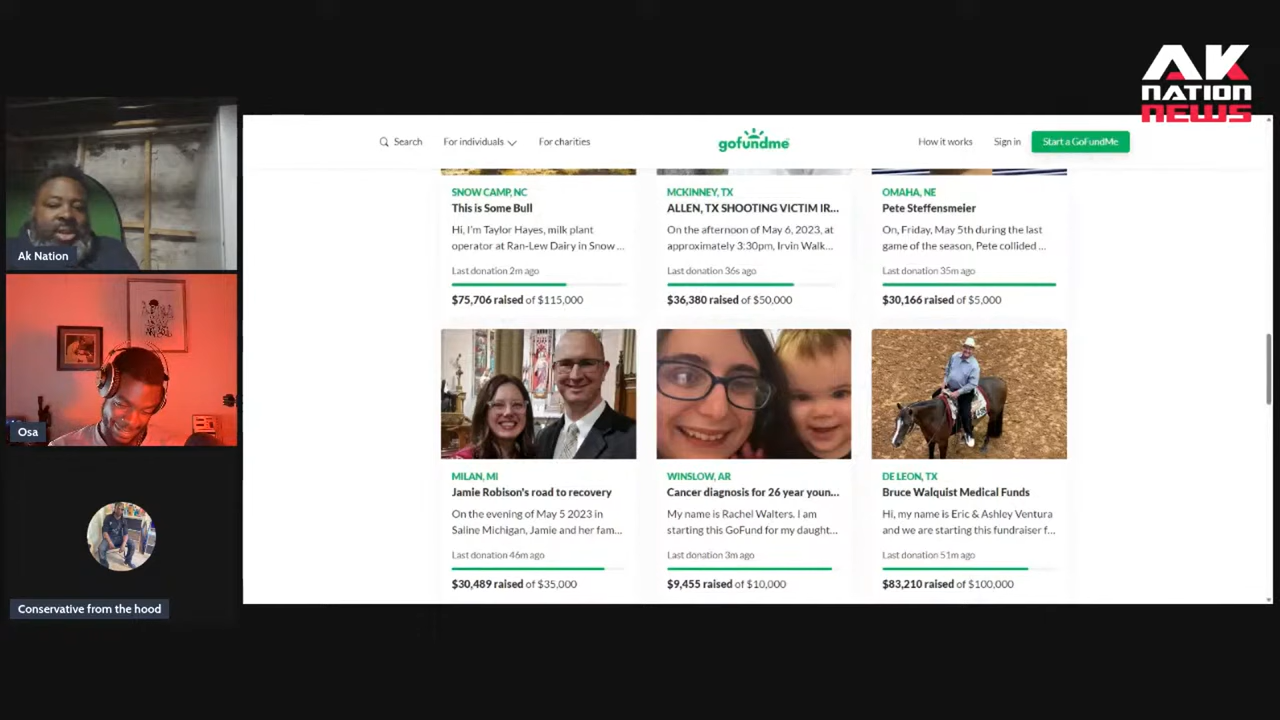 AK
NATION
NEWS
Search
For individuals
For charities
gofundme
How it works
Sign in
Start a GoFundMe
SNOW CAMP, NC
This is Some Bull
Hi, I'm Taylor Hayes, milk plant
operator at Ran-Lew Dairy in Snow ...
Last donation 2m ago
$75,706 raised of $115,000
MCKINNEY, TX
ALLEN, TX SHOOTING VICTIM IR...
On the afternoon of May 6, 2023, at
approximately 3:30pm, Irvin Walk...
Last donation 36s ago
$36,380 raised of $50,000
OMAHA, NE
Pete Steffensmeier
On, Friday, May 5th during the last
game of the season, Pete collided ...
Last donation 35m ago
$30,166 raised of $5,000
MILAN, MI
Jamie Robison's road to recovery
On the evening of May 5 2023 in
Saline Michigan, Jamie and her fam...
Last donation 46m ago
$30,489 raised of $35,000
WINSLOW, AR
Cancer diagnosis for 26 year youn...
My name is Rachel Walters. I am
starting this GoFund for my daught...
Last donation 3m ago
$9,455 raised of $10,000
DE LEON, TX
Bruce Walquist Medical Funds
Hi, my name is Eric & Ashley Ventura
and we are starting this fundraiser f...
Last donation 51m ago
$83,210 raised of $100,000
Ak Nation
Osa
Conservative from the hood